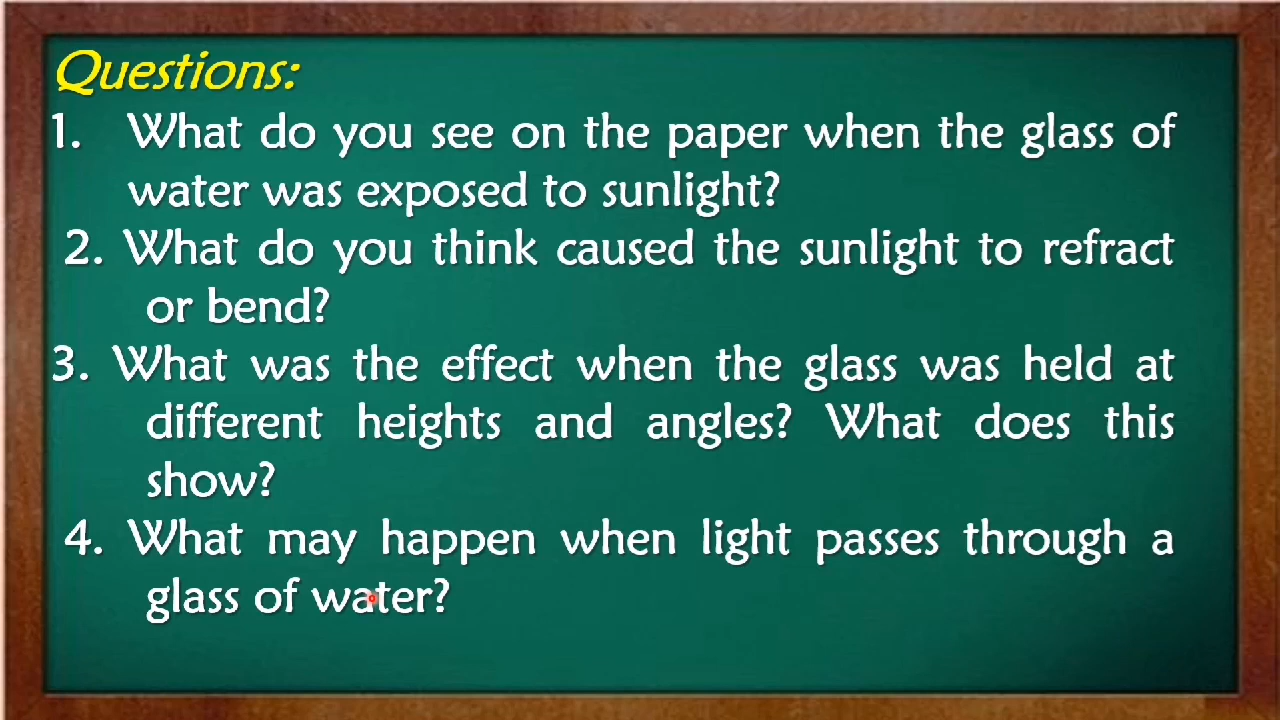 Questions:
1. What do you see on the paper when the glass of
water was exposed to sunlight?
2. What do you think caused the sunlight to refract
or bend?
3. What was the effect when the glass was held at
different heights and angles? What does this
show?
4. What may happen when light passes through a
glass of water?